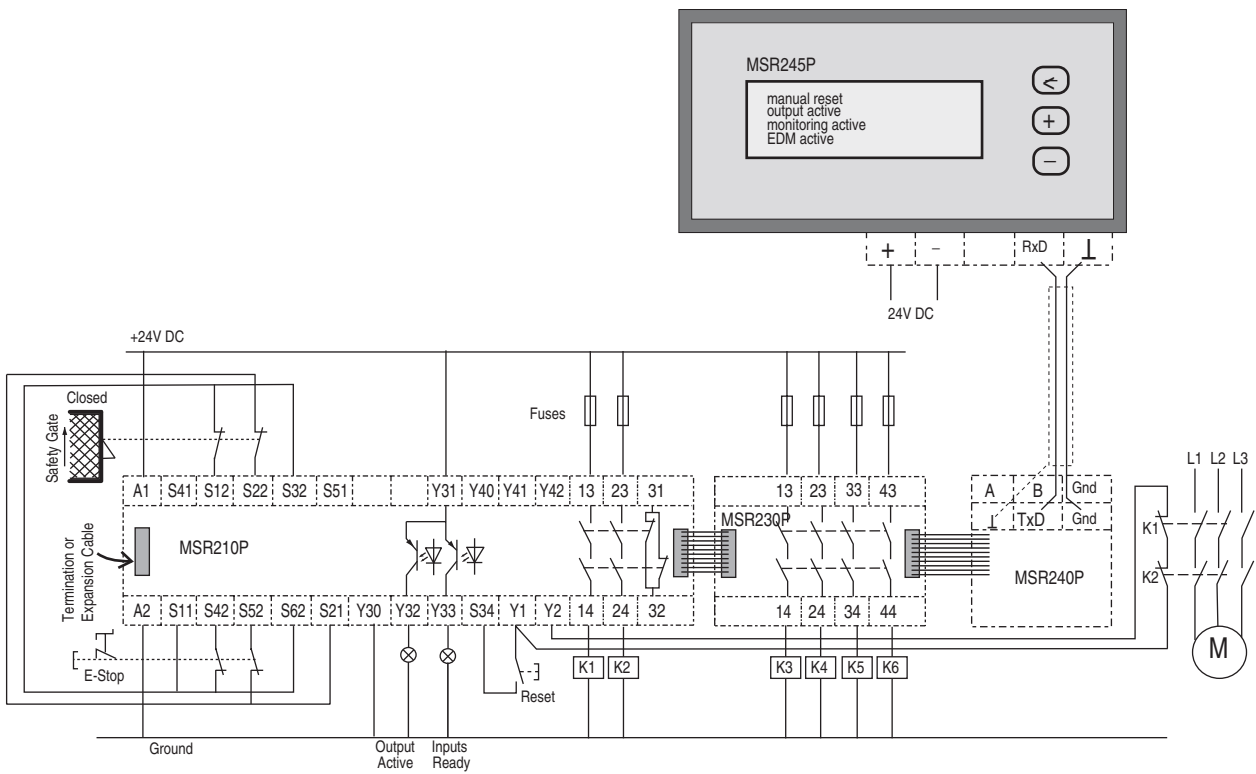 MSR245P
manual reset
output active
monitoring active
EDM active
<
+
−
+ − RxD ⊥
24V DC
+24V DC
Closed
Safety Gate
Fuses
A1 S41 S12 S22 S32 S51 Y31 Y40 Y41 Y42 13 23 31
13 23 33 43
A B Gnd
⊥ TxD Gnd
L1 L2 L3
MSR210P
MSR230P
MSR240P
K1
K2
Termination or
Expansion Cable
A2 S11 S42 S52 S62 S21 Y30 Y32 Y33 S34 Y1 Y2 14 24 32
14 24 34 44
E-Stop
K1 K2
K3 K4 K5 K6
M
Reset
Ground
Output
Active
Inputs
Ready